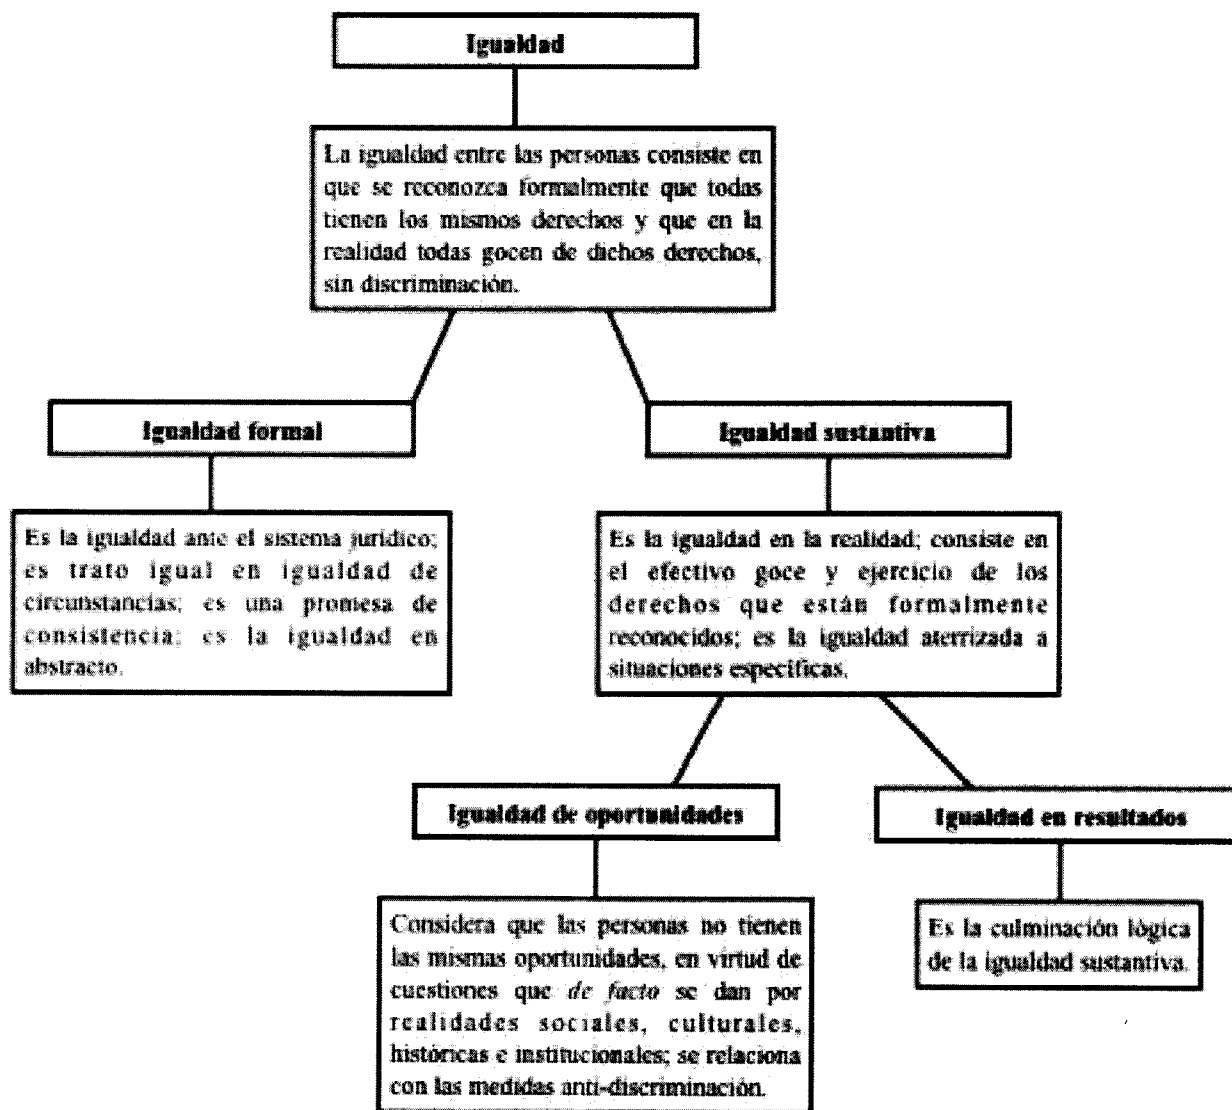 Igualdad
La igualdad entre las personas consiste en
que se reconozca formalmente que todas
tienen los mismos derechos y que en la
realidad todas gocen de dichos derechos,
sin discriminación.
Igualdad formal
Es la igualdad ante el sistema jurídico;
es trato igual en igualdad de
circunstancias; es una promesa de
consistencia; es la igualdad en
abstracto.
Igualdad sustantiva
Es la igualdad en la realidad; consiste en
el efectivo goce y ejercicio de los
derechos que están formalmente
reconocidos; es la igualdad aterrizada a
situaciones específicas.
Igualdad de oportunidades
Considera que las personas no tienen
las mismas oportunidades, en virtud de
cuestiones que de facto se dan por
realidades sociales, culturales,
históricas e institucionales; se relaciona
con las medidas anti-discriminación.
Igualdad en resultados
Es la culminación lógica
de la igualdad sustantiva.